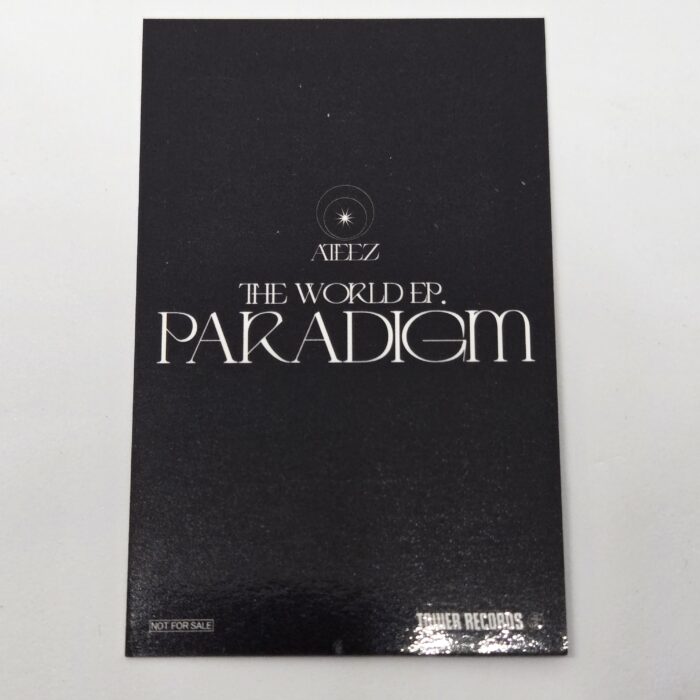 ATEEZ
THE WORLD EP.
PARADIGM
NOT FOR SALE
TOWER RECORDS